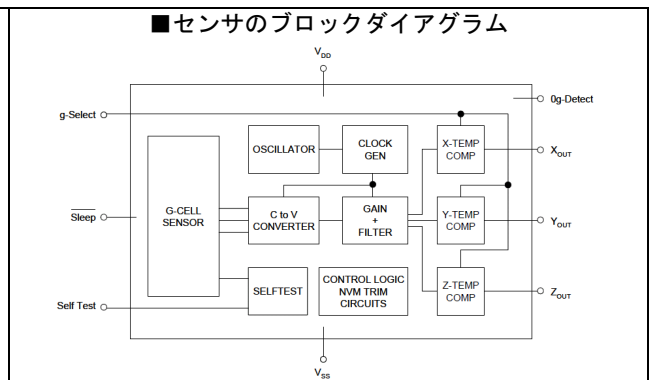 ■センサのブロックダイアグラム
VDD
g-Select
0g-Detect
OSCILLATOR
CLOCK
GEN
X-TEMP
COMP
XOUT
Sleep
G-CELL
SENSOR
C to V
CONVERTER
GAIN
+
FILTER
Y-TEMP
COMP
YOUT
Self Test
SELFTEST
CONTROL LOGIC
NVM TRIM
CIRCUITS
Z-TEMP
COMP
ZOUT
VSS